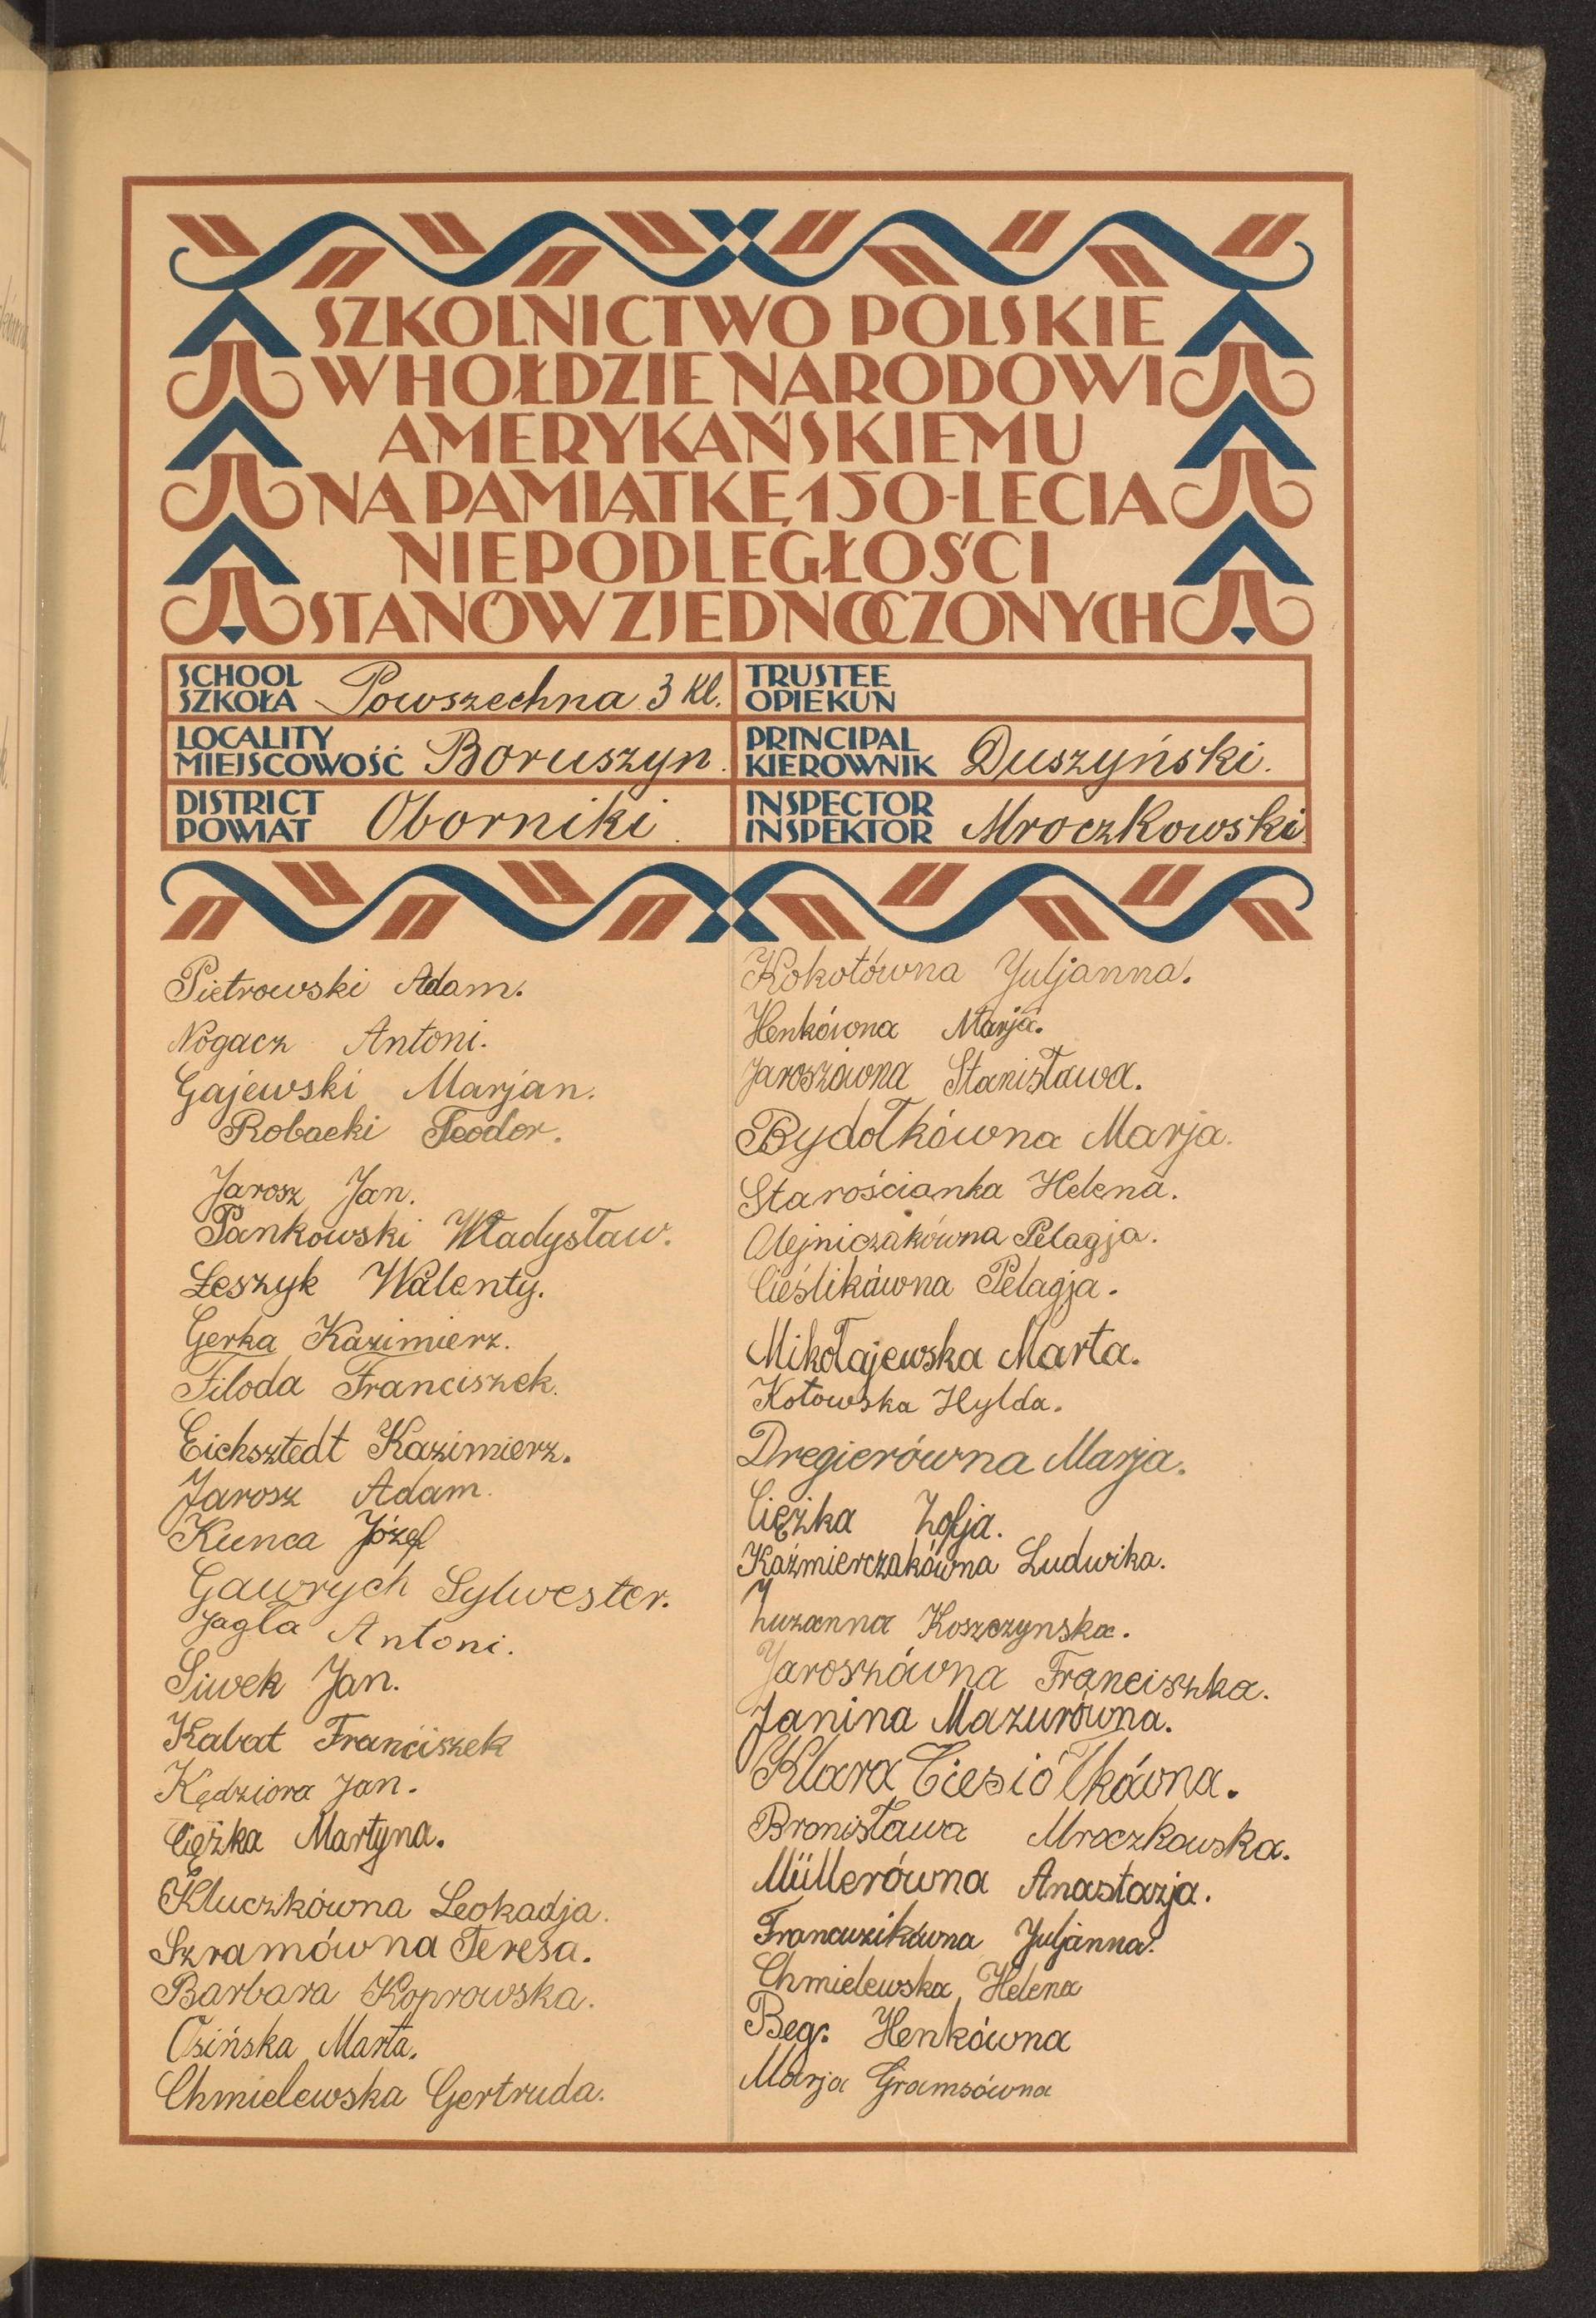 SZKOLNICTWO POLSKIE
W HOŁDZIE NARODOWI
AMERYKAŃSKIEMU
NA PAMIĄTKĘ 150-LECIA
NIEPODLEGŁOŚCI
STANÓW ZJEDNOCZONYCH
SCHOOL
SZKOŁA Powszechna 3 kl.
LOCALITY
MIEJSCOWOŚĆ Boruszyn.
DISTRICT
POWIAT Oborniki.
TRUSTEE
OPIEKUN
PRINCIPAL
KIEROWNIK Duszyński.
INSPECTOR
INSPEKTOR Mroczkowski
Pietrowski Adam.
Nogacz Antoni.
Gajewski Marjan.
Robacki Teodor.
Jarosz Jan.
Pankowski Władysław.
Leszyk Walenty.
Gerka Kazimierz.
Filoda Franciszek.
Eichsztedt Kazimierz.
Jarosz Adam.
Kunca Józef
Gawrych Sylwester.
Jagla Antoni.
Siwek Jan.
Kabat Franciszek
Kędziora Jan.
Ciężka Martyna.
Kluczkówna Leokadja.
Szramówna Teresa.
Barbara Koprowska.
Osińska Marta.
Chmielewska Gertruda.
Kokotówna Juljanna.
Henkówna Marja.
Jaroszówna Stanisława.
Bydołkówna Marja.
Starościanka Helena.
Olejniczakówna Pelagja.
Cieślikówna Pelagja.
Mikołajewska Marta.
Kotowska Hylda.
Dregierówna Marja.
Ciężka Zofja.
Kaźmierczakówna Ludwika.
Zuzanna Koszczynska.
Jaroszówna Franciszka.
Janina Mazurówna.
Klara Ciesiółkówna.
Bronisława Mroczkowska.
Müllerówna Anastazja.
Francuzikówna Juljanna.
Chmielewska Helena
Beg. Henkówna
Marja Gramsówna